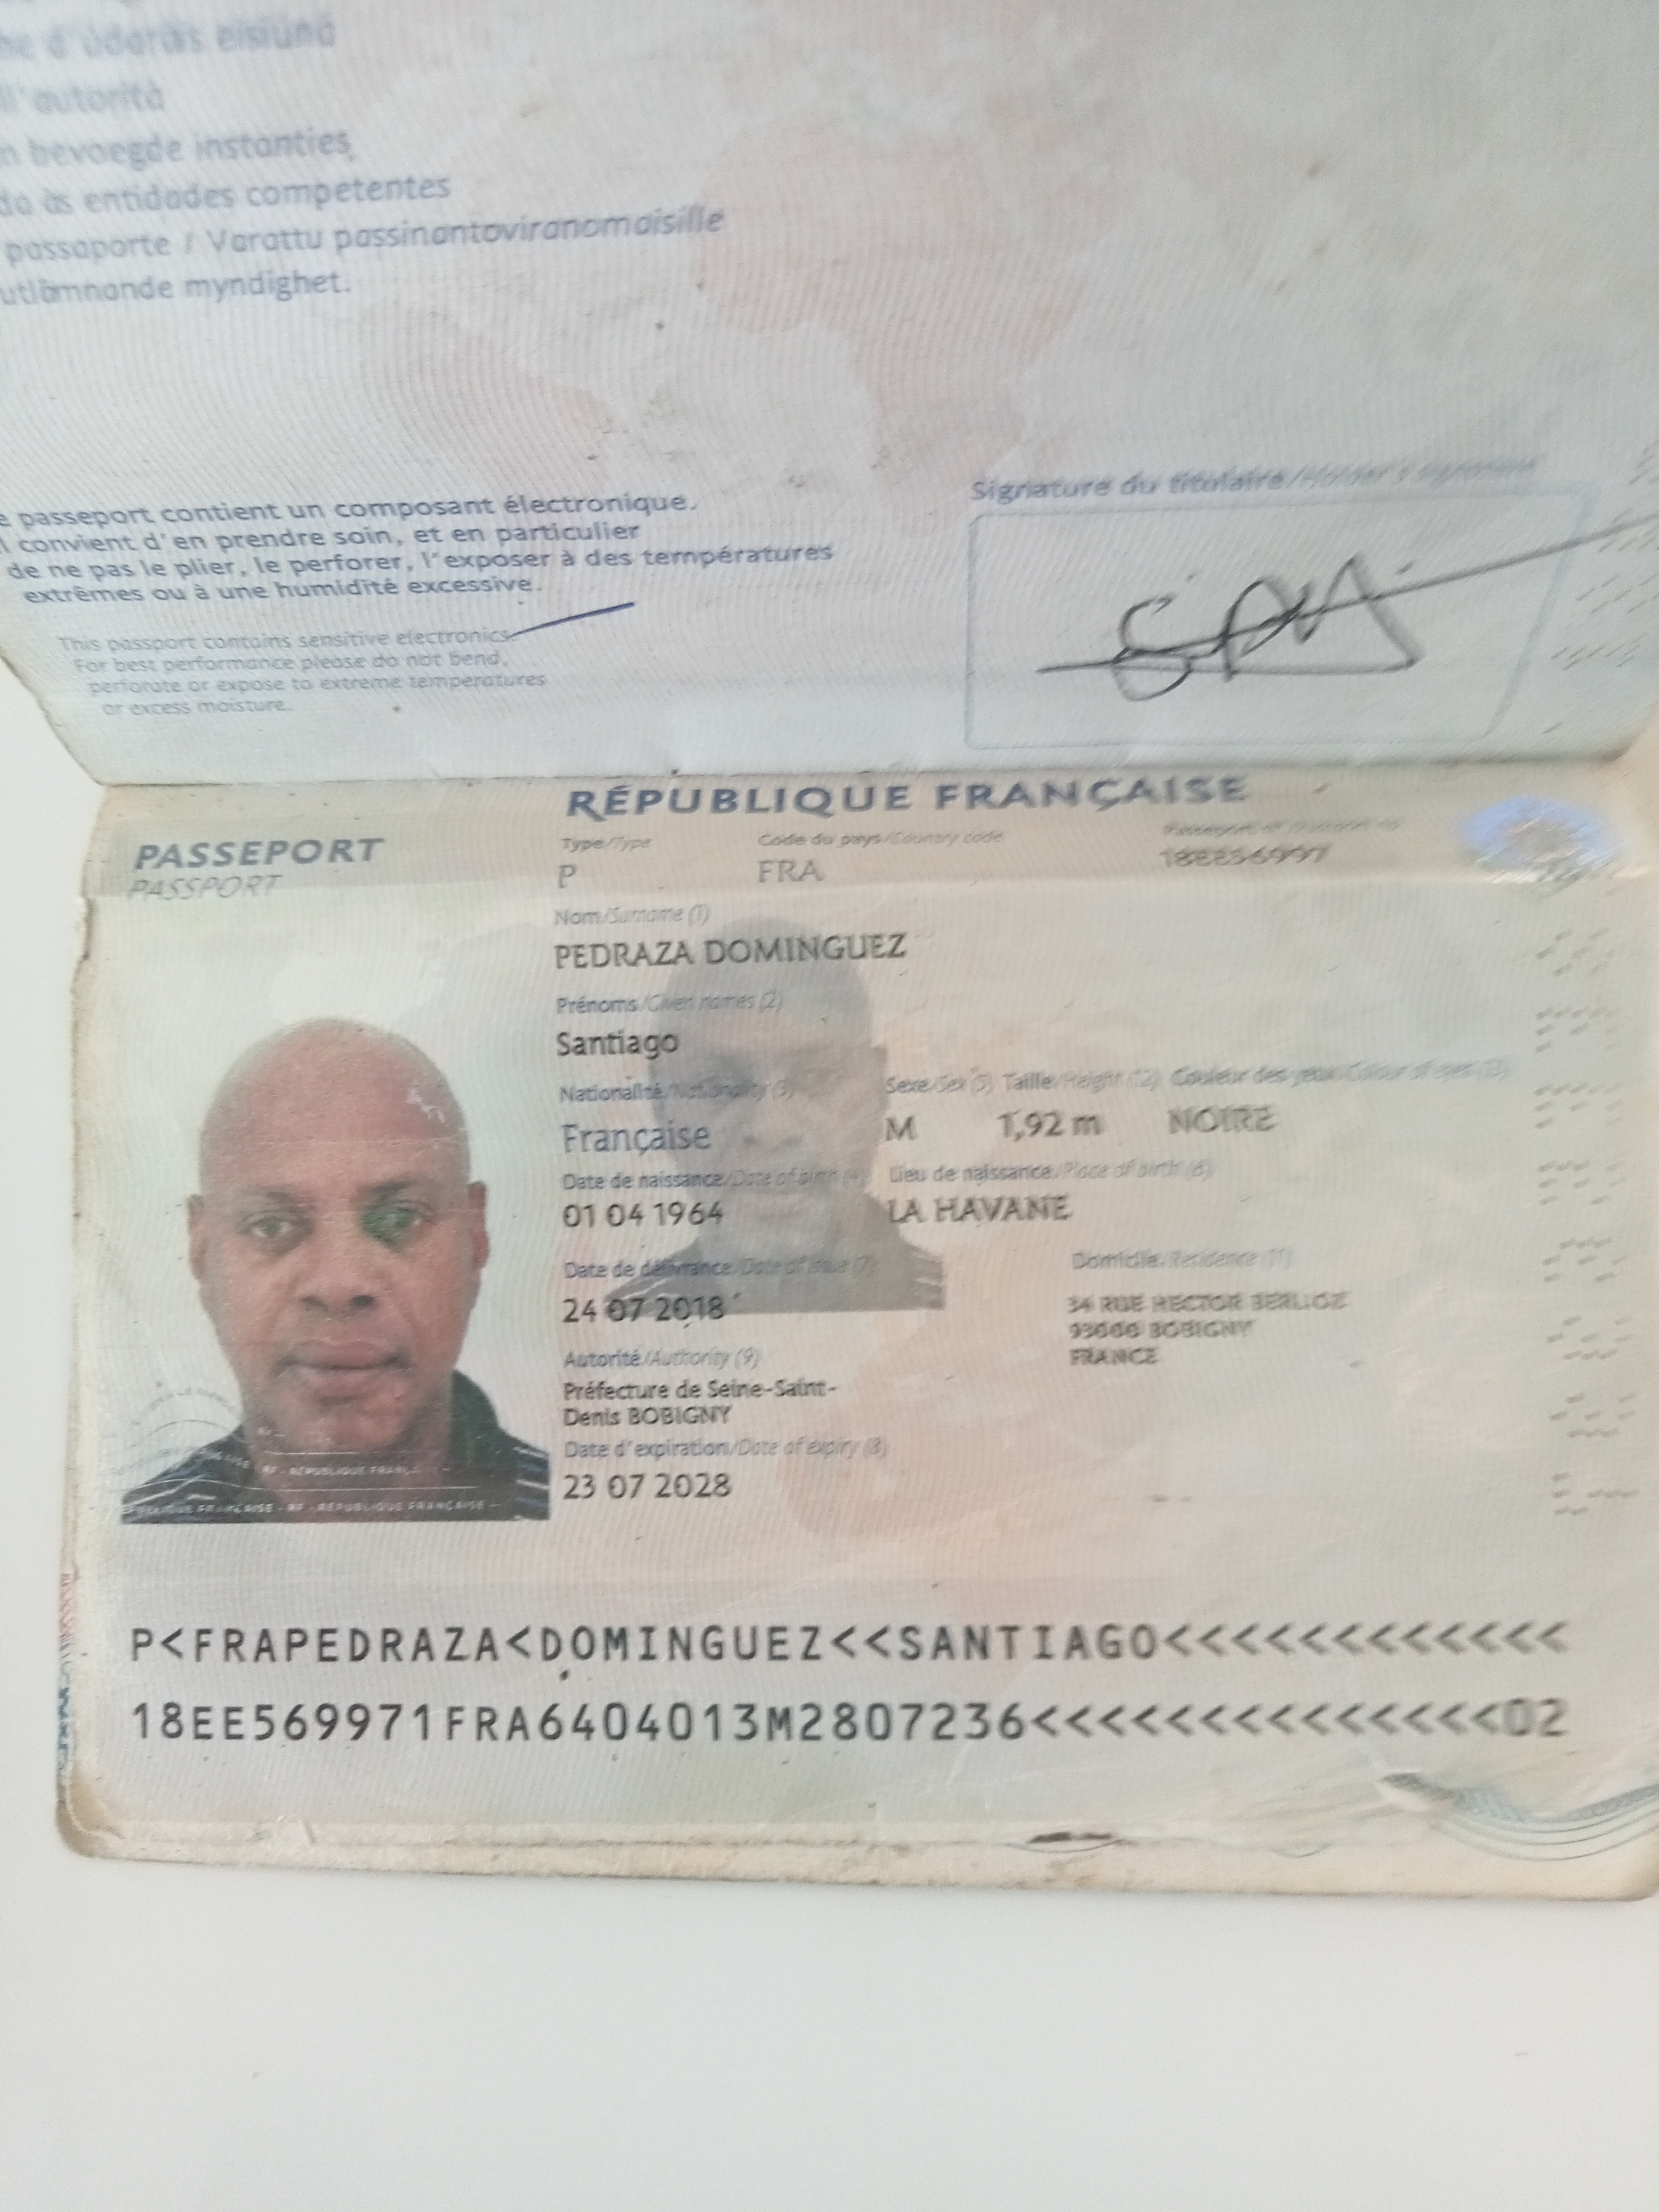 he d'údaráis eisiúna
ll'autorità
n bevoegde instanties
da às entidades competentes
passaporte / Varattu passinantoviranomaisille
utlämnande myndighet.
e passeport contient un composant électronique.
l convient d'en prendre soin, et en particulier
de ne pas le plier, le perforer, l'exposer à des températures
extrêmes ou à une humidité excessive.
This passport contains sensitive electronics.
For best performance please do not bend,
perforate or expose to extreme temperatures
or excess moisture.
Signature du titulaire/Holder's signature
RÉPUBLIQUE FRANÇAISE
PASSEPORT
PASSPORT
Type/Type
Code du pays/Country code
P
FRA
18EE56997
Nom/Surname (1)
PEDRAZA DOMINGUEZ
Prénoms/Given names (2)
Santiago
Nationalité/Nationality (3)
Sexe/Sex (5) Taille/Height (12) Couleur des yeux/Colour of eyes (13)
Française
M
1,92 m
NOIRE
Date de naissance/Date of birth (4)
Lieu de naissance/Place of birth (6)
01 04 1964
LA HAVANE
Date de délivrance/Date of issue (7)
Domicile/Residence (11)
24 07 2018
34 RUE HECTOR BERLIOZ
93000 BOBIGNY
FRANCE
Autorité/Authority (9)
Préfecture de Seine-Saint-
Denis BOBIGNY
Date d'expiration/Date of expiry (8)
23 07 2028
RF - RÉPUBLIQUE FRANÇAISE
FRANÇAISE - RF - RÉPUBLIQUE FRANÇAISE -
P<FRAPEDRAZA<DOMINGUEZ<<SANTIAGO<<<<<<<<<<<<
18EE569971FRA6404013M2807236<<<<<<<<<<<<<<02